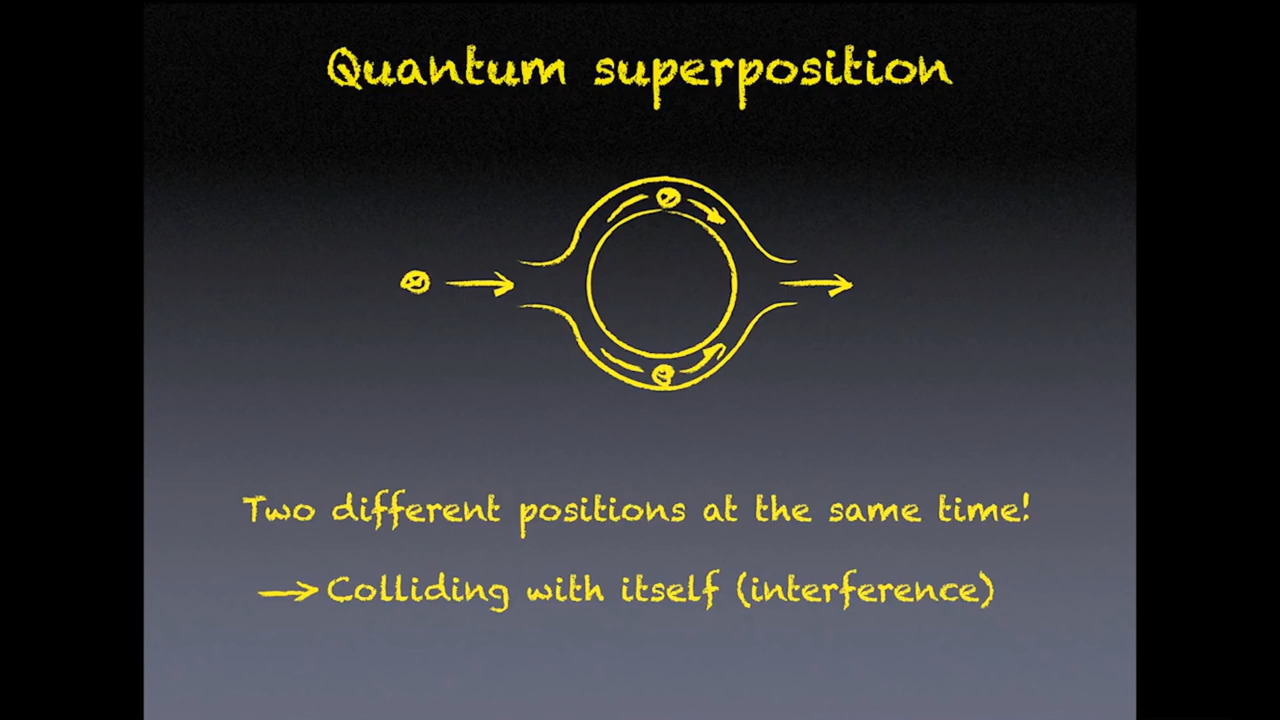 Quantum superposition
Two different positions at the same time!
→ Colliding with itself (interference)